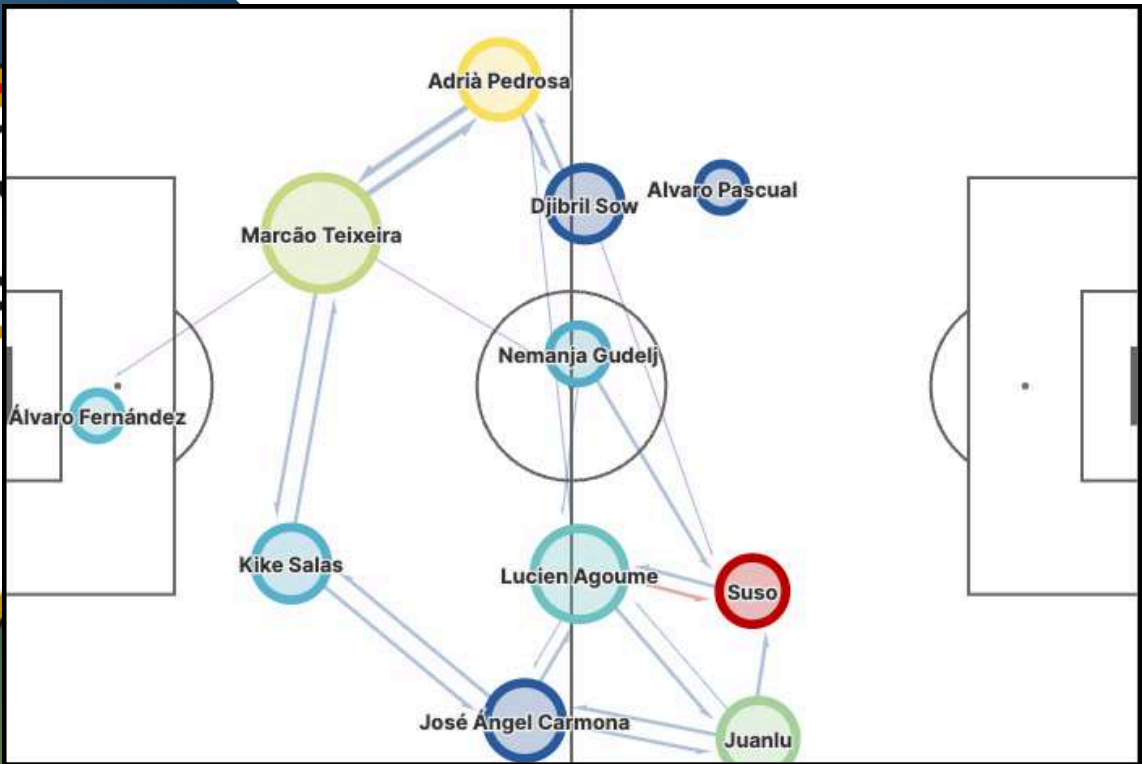 Adrià Pedrosa
Alvaro Pascual
Djibril Sow
Marcão Teixeira
Nemanja Gudelj
Álvaro Fernández
Kike Salas
Lucien Agoume
Suso
José Ángel Carmona
Juanlu